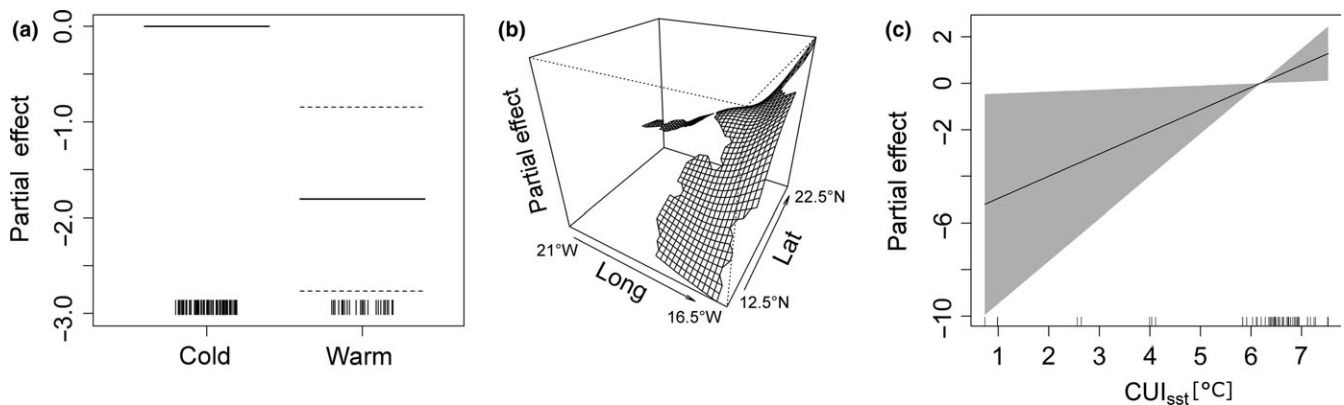 (a)
Partial effect
0.0
−1.0
−2.0
−3.0
Cold
Warm
(b)
Partial effect
21°W
Long
16.5°W
12.5°N
Lat
22.5°N
(c)
Partial effect
2
0
−2
−6
−10
1
2
3
4
5
6
7
CUIsst [°C]